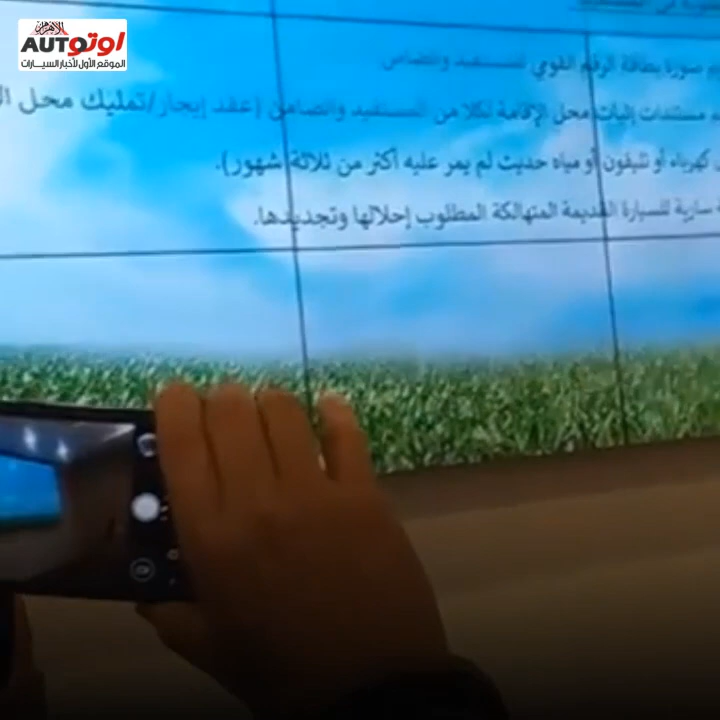 الأهرام
اوتو AUTO
الموقع الأول لأخبار السيارات
صورة بطاقة الرقم القومي للمستفيد والضامن
مستندات إثبات محل الإقامة لكلا من المستفيد والضامن (عقد إيجار/تمليك محل
كهرباء أو تليفون أو مياه حديث لم يمر عليه أكثر من ثلاثة شهور).
سارية للسيارة القديمة المتهالكة المطلوب إحلالها وتجديدها.